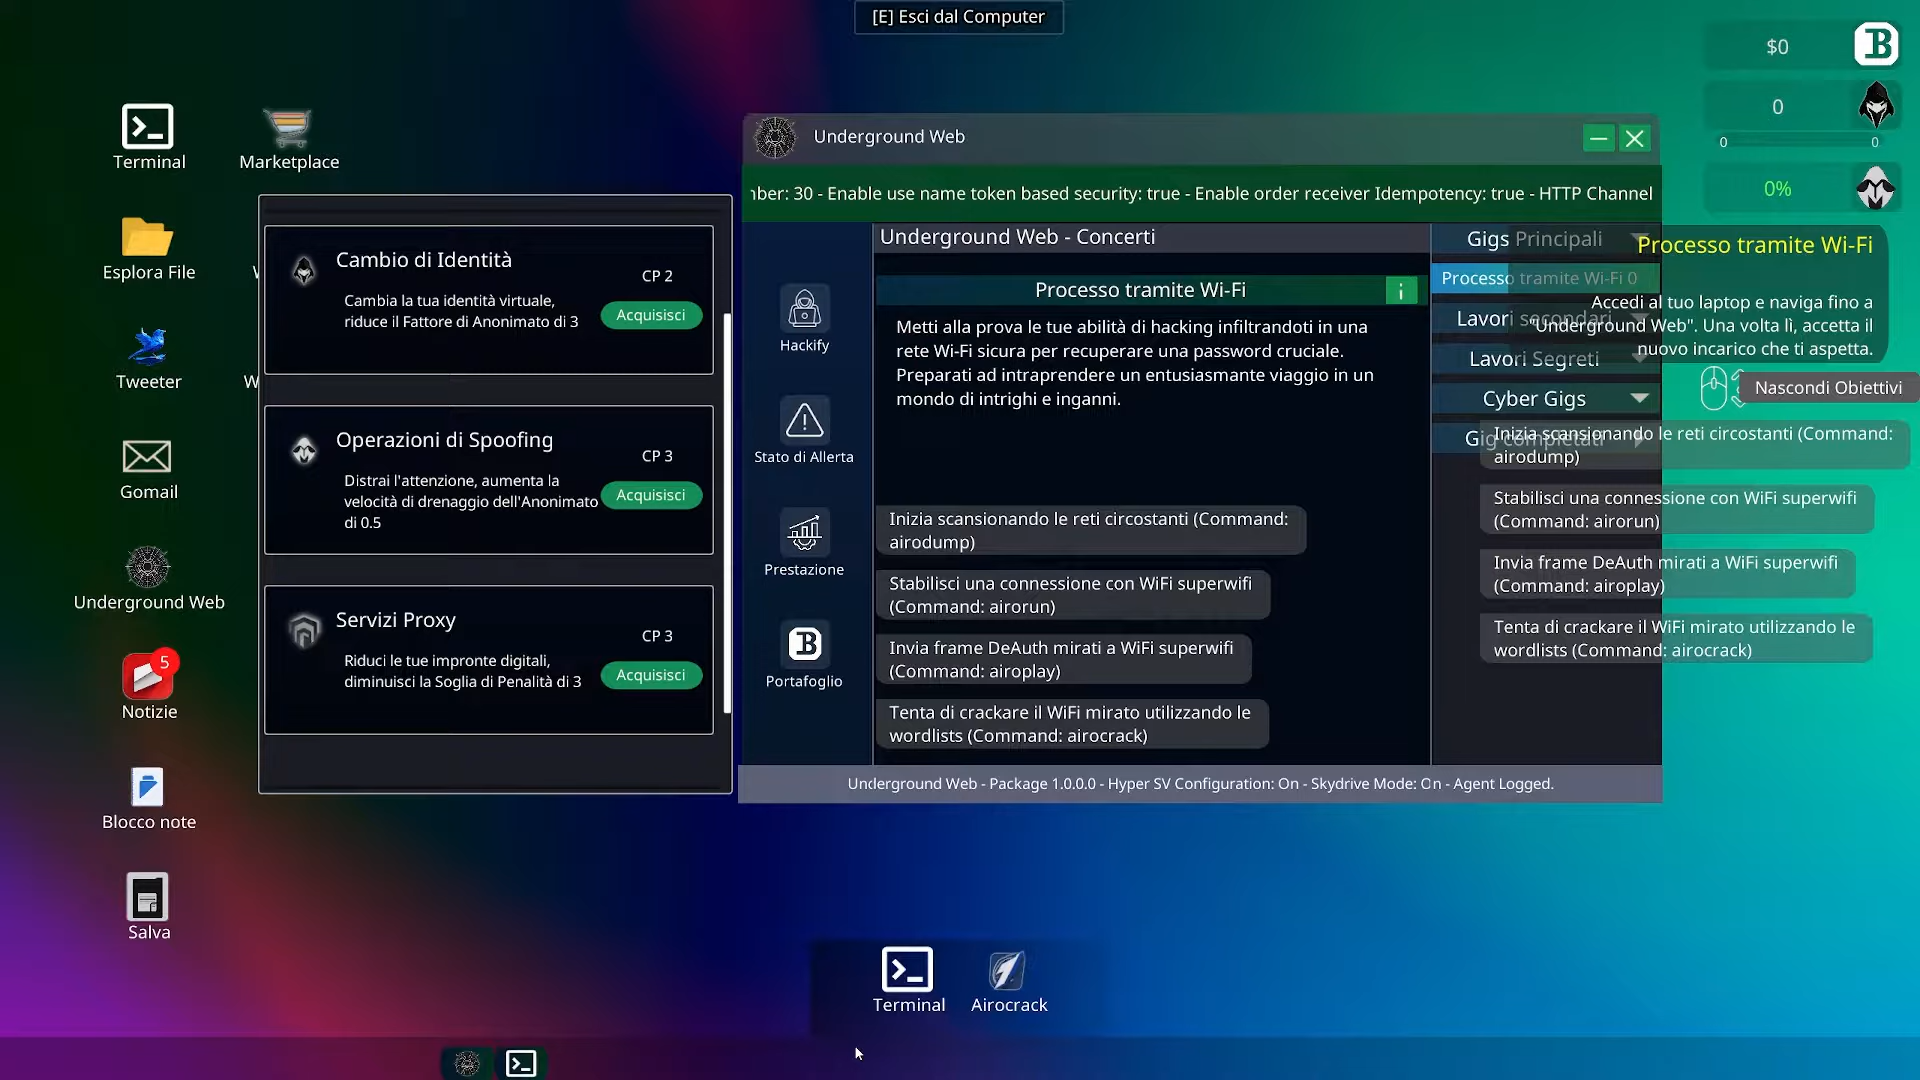 [E] Esci dal Computer
$0
0
0 0
0%
Terminal
Marketplace
Esplora File
Tweeter
W
Gomail
Underground Web
5
Notizie
Blocco note
Salva
Cambio di Identità
CP 2
Cambia la tua identità virtuale,
riduce il Fattore di Anonimato di 3
Acquisisci
Operazioni di Spoofing
CP 3
Distrai l'attenzione, aumenta la
velocità di drenaggio dell'Anonimato
di 0.5
Acquisisci
Servizi Proxy
CP 3
Riduci le tue impronte digitali,
diminuisci la Soglia di Penalità di 3
Acquisisci
Underground Web
ber: 30 - Enable use name token based security: true - Enable order receiver Idempotency: true - HTTP Channel
Hackify
Stato di Allerta
Prestazione
B
Portafoglio
Underground Web - Concerti
Processo tramite Wi-Fi
i
Metti alla prova le tue abilità di hacking infiltrandoti in una
rete Wi-Fi sicura per recuperare una password cruciale.
Preparati ad intraprendere un entusiasmante viaggio in un
mondo di intrighi e inganni.
Inizia scansionando le reti circostanti (Command:
airodump)
Stabilisci una connessione con WiFi superwifi
(Command: airorun)
Invia frame DeAuth mirati a WiFi superwifi
(Command: airoplay)
Tenta di crackare il WiFi mirato utilizzando le
wordlists (Command: airocrack)
Gigs Principali
Processo tramite Wi-Fi 0
Lavori secondari
Lavori Segreti
Cyber Gigs
Gig completati
Underground Web - Package 1.0.0.0 - Hyper SV Configuration: On - Skydrive Mode: On - Agent Logged.
B
Processo tramite Wi-Fi
Accedi al tuo laptop e naviga fino a
"Underground Web". Una volta lì, accetta il
nuovo incarico che ti aspetta.
Nascondi Obiettivi
Inizia scansionando le reti circostanti (Command:
airodump)
Stabilisci una connessione con WiFi superwifi
(Command: airorun)
Invia frame DeAuth mirati a WiFi superwifi
(Command: airoplay)
Tenta di crackare il WiFi mirato utilizzando le
wordlists (Command: airocrack)
Terminal
Airocrack